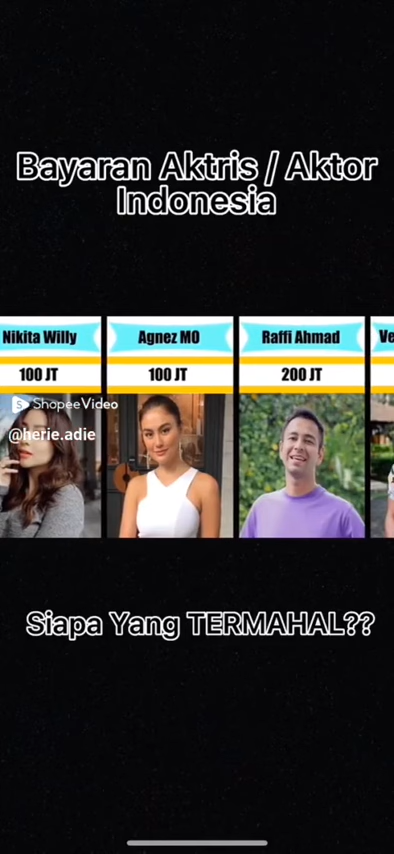 Bayaran Aktris / Aktor
Indonesia
Nikita Willy
Agnez MO
Raffi Ahmad
Ve
100 JT
100 JT
200 JT
ShopeeVideo
@herie.adie
Siapa Yang TERMAHAL??